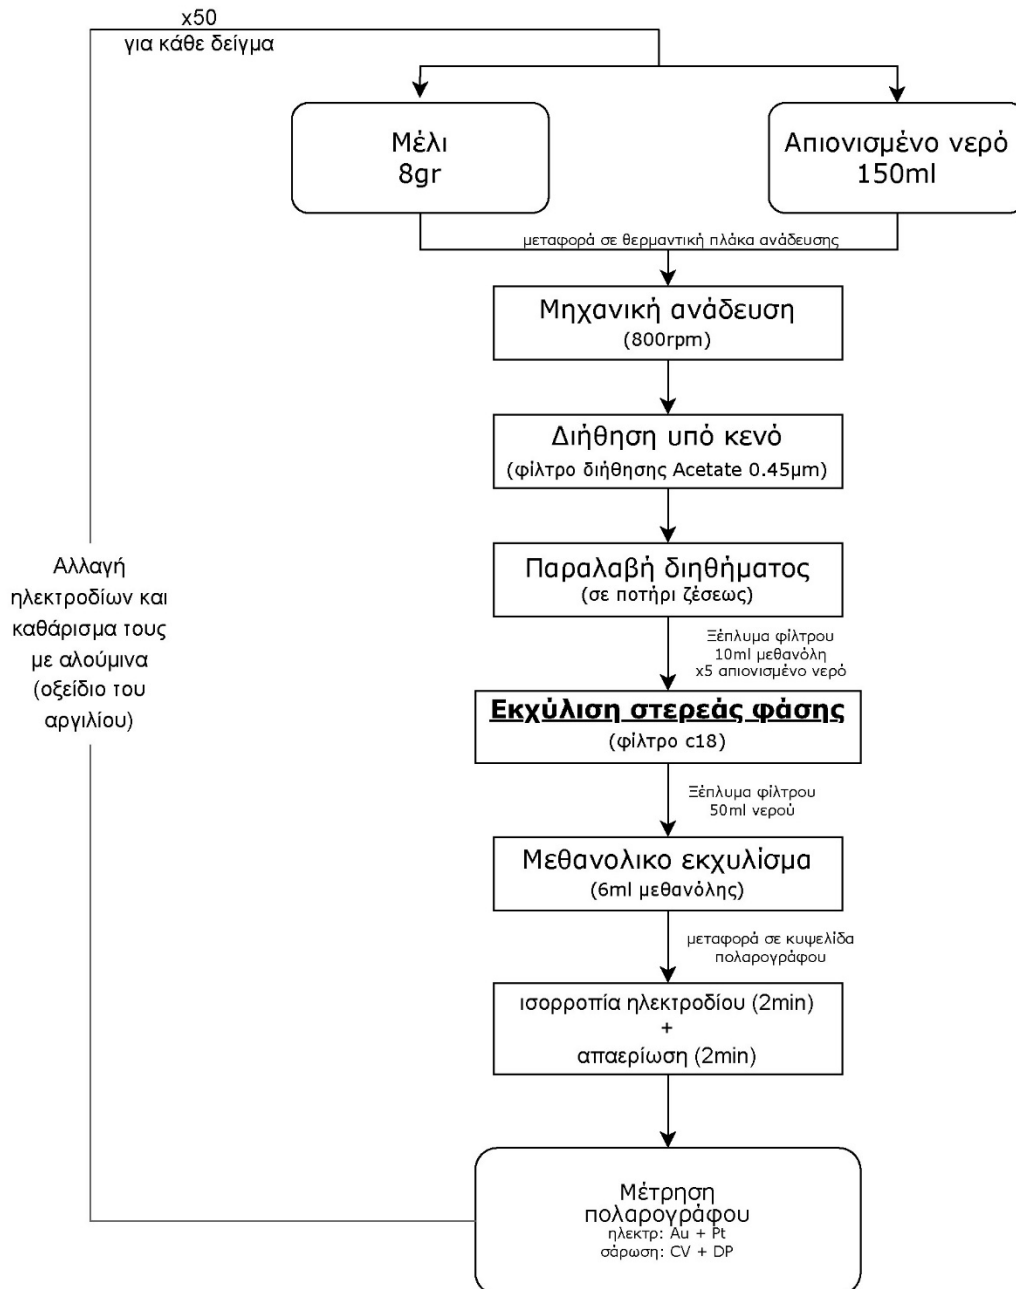 x50
για κάθε δείγμα
Μέλι
8gr
Απιονισμένο νερό
150ml
μεταφορά σε θερμαντική πλάκα ανάδευσης
Μηχανική ανάδευση
(800rpm)
Διήθηση υπό κενό
(φίλτρο διήθησης Acetate 0.45μm)
Παραλαβή διηθήματος
(σε ποτήρι ζέσεως)
Ξέπλυμα φίλτρου
10ml μεθανόλη
x5 απιονισμένο νερό
Εκχύλιση στερεάς φάσης
(φίλτρο c18)
Ξέπλυμα φίλτρου
50ml νερού
Μεθανολικο εκχυλίσμα
(6ml μεθανόλης)
μεταφορά σε κυψελίδα
πολαρογράφου
ισορροπία ηλεκτροδίου (2min)
+
απαερίωση (2min)
Μέτρηση
πολαρογράφου
ηλεκτρ: Au + Pt
σάρωση: CV + DP
Αλλαγή
ηλεκτροδίων και
καθάρισμα τους
με αλούμινα
(οξείδιο του
αργιλίου)